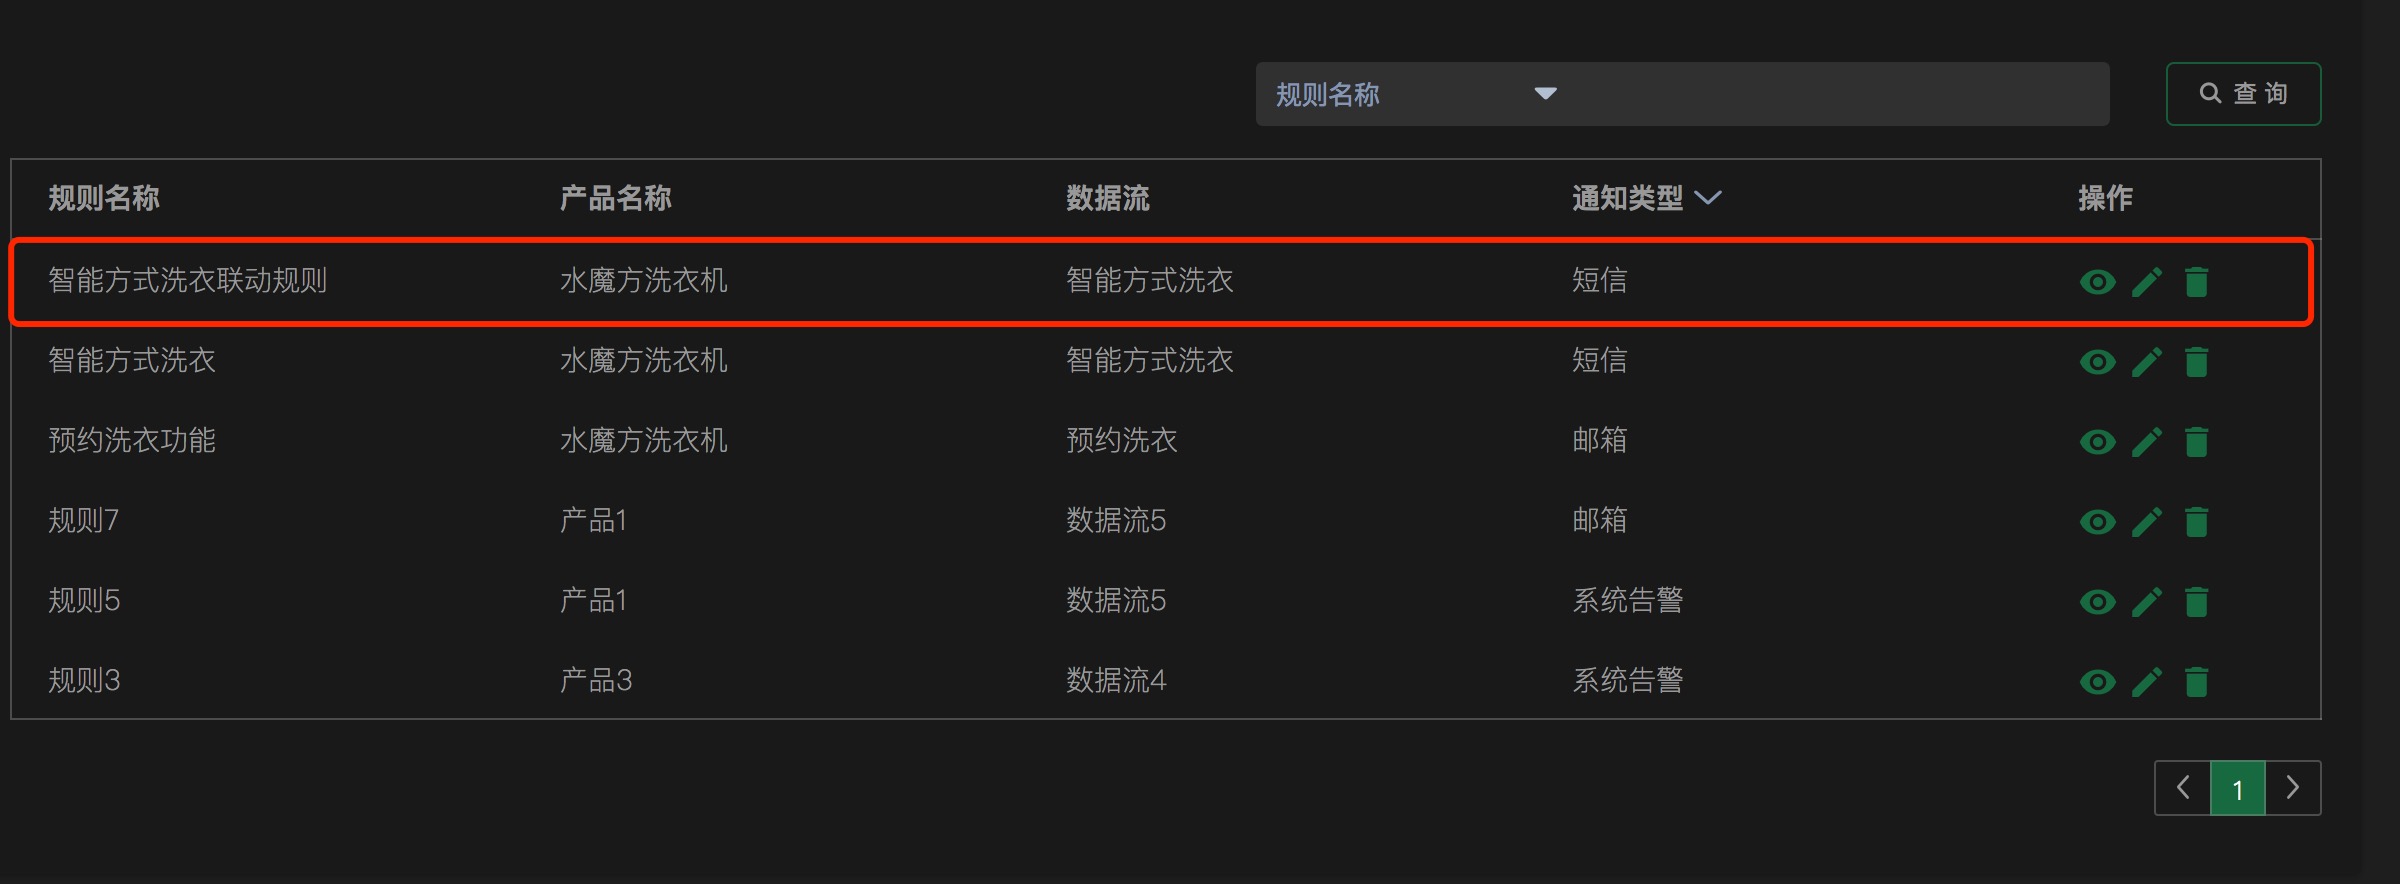 规则名称 查 询
规则名称 产品名称 数据流 通知类型 操作
智能方式洗衣联动规则 水魔方洗衣机 智能方式洗衣 短信
智能方式洗衣 水魔方洗衣机 智能方式洗衣 短信
预约洗衣功能 水魔方洗衣机 预约洗衣 邮箱
规则7 产品1 数据流5 邮箱
规则5 产品1 数据流5 系统告警
规则3 产品3 数据流4 系统告警
1